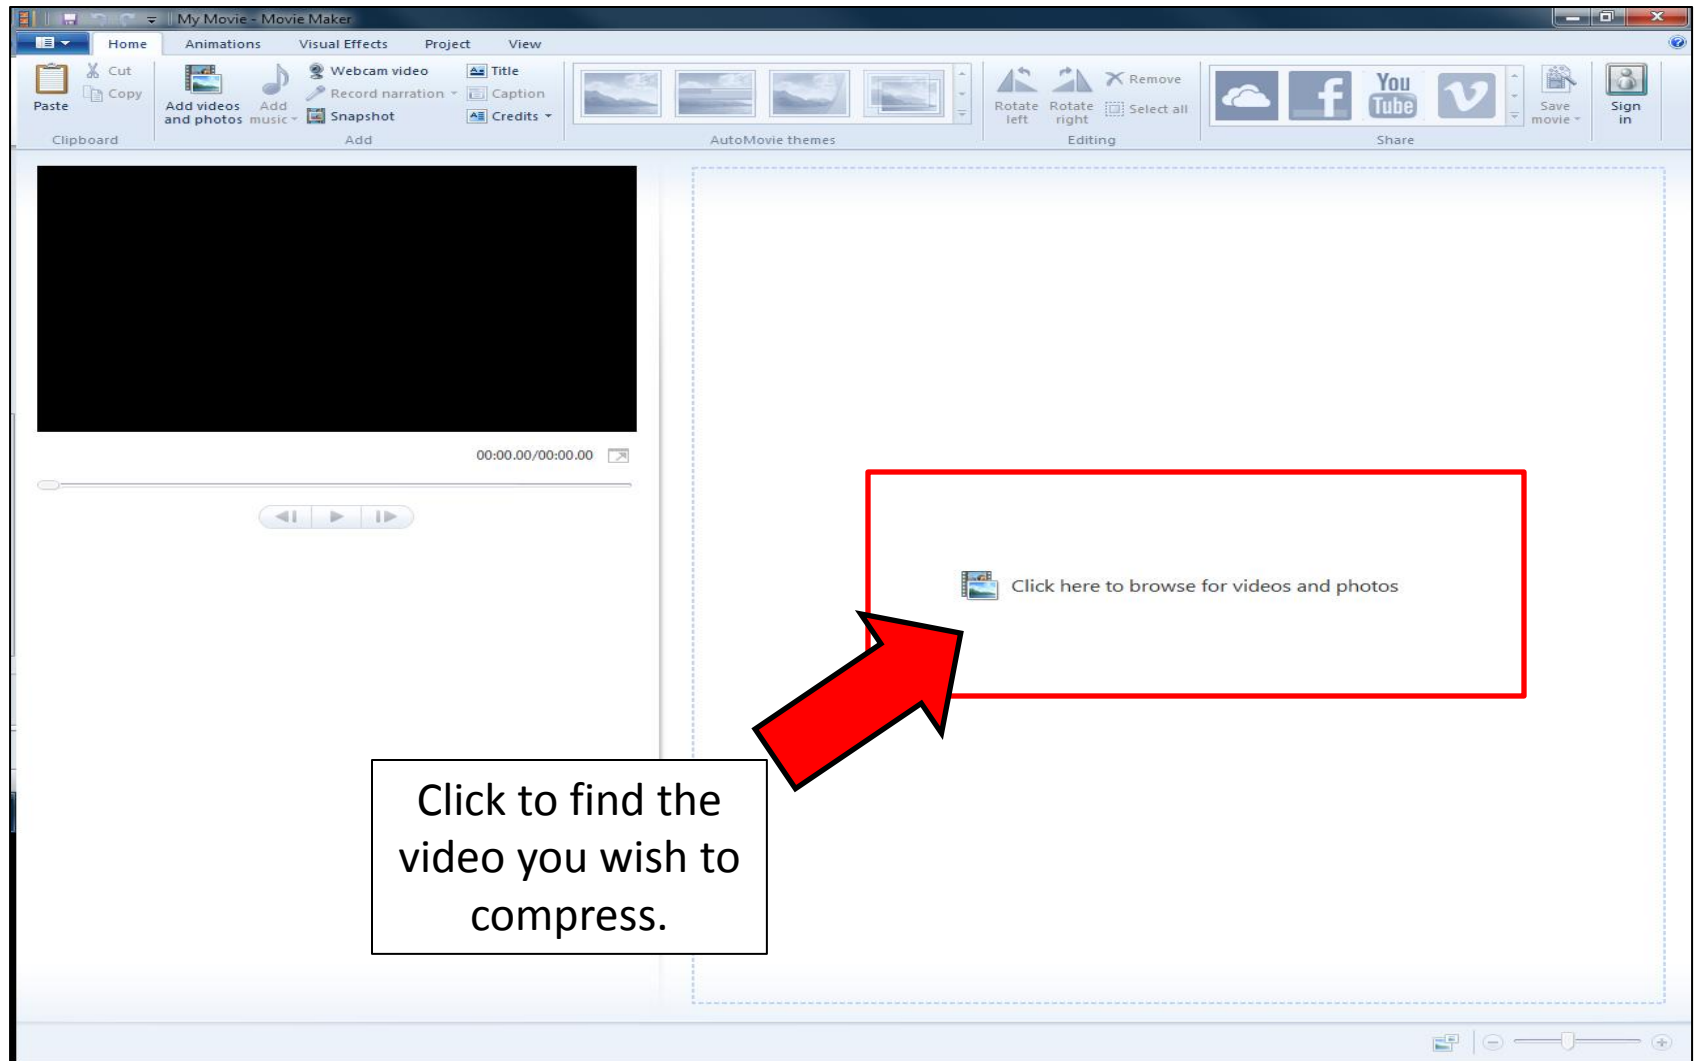 My Movie - Movie Maker
Home Animations Visual Effects Project View
Paste
Cut
Copy
Clipboard
Add videos
and photos
Add
music
Webcam video
Record narration
Snapshot
Title
Caption
Credits
Add
AutoMovie themes
Rotate
left
Rotate
right
Remove
Select all
Editing
f
You
Tube
V
Share
Save
movie
Sign
in
00:00.00/00:00.00
Click here to browse for videos and photos
Click to find the
video you wish to
compress.